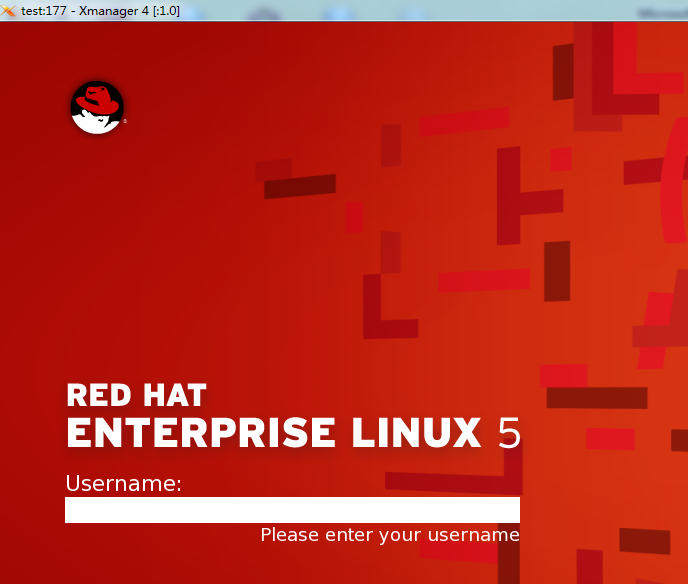 test:177 - Xmanager 4 [:1.0]
RED HAT
ENTERPRISE LINUX 5
Username:
Please enter your username